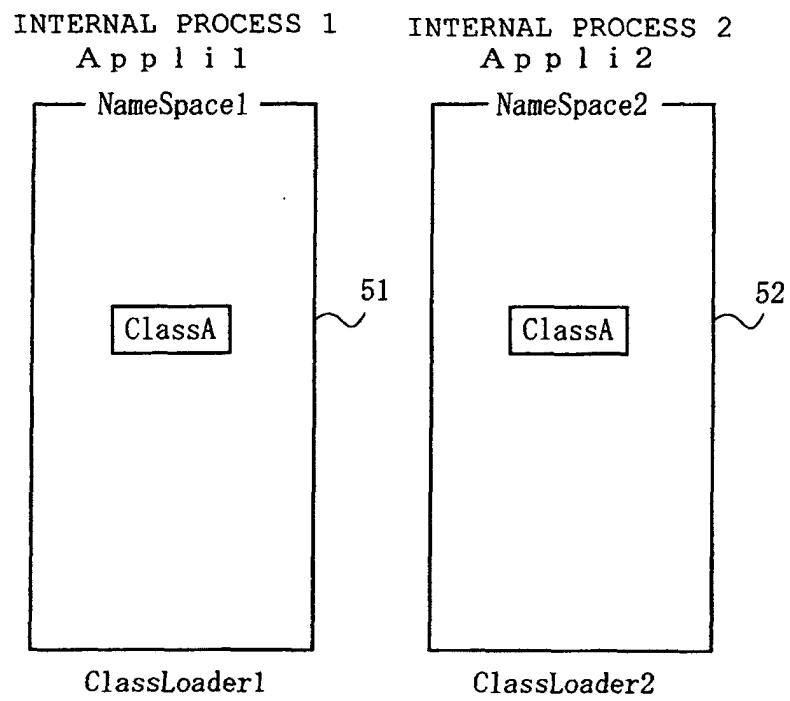 INTERNAL PROCESS 1
Appli1
NameSpace1
ClassA
51
ClassLoader1
INTERNAL PROCESS 2
Appli2
NameSpace2
ClassA
52
ClassLoader2